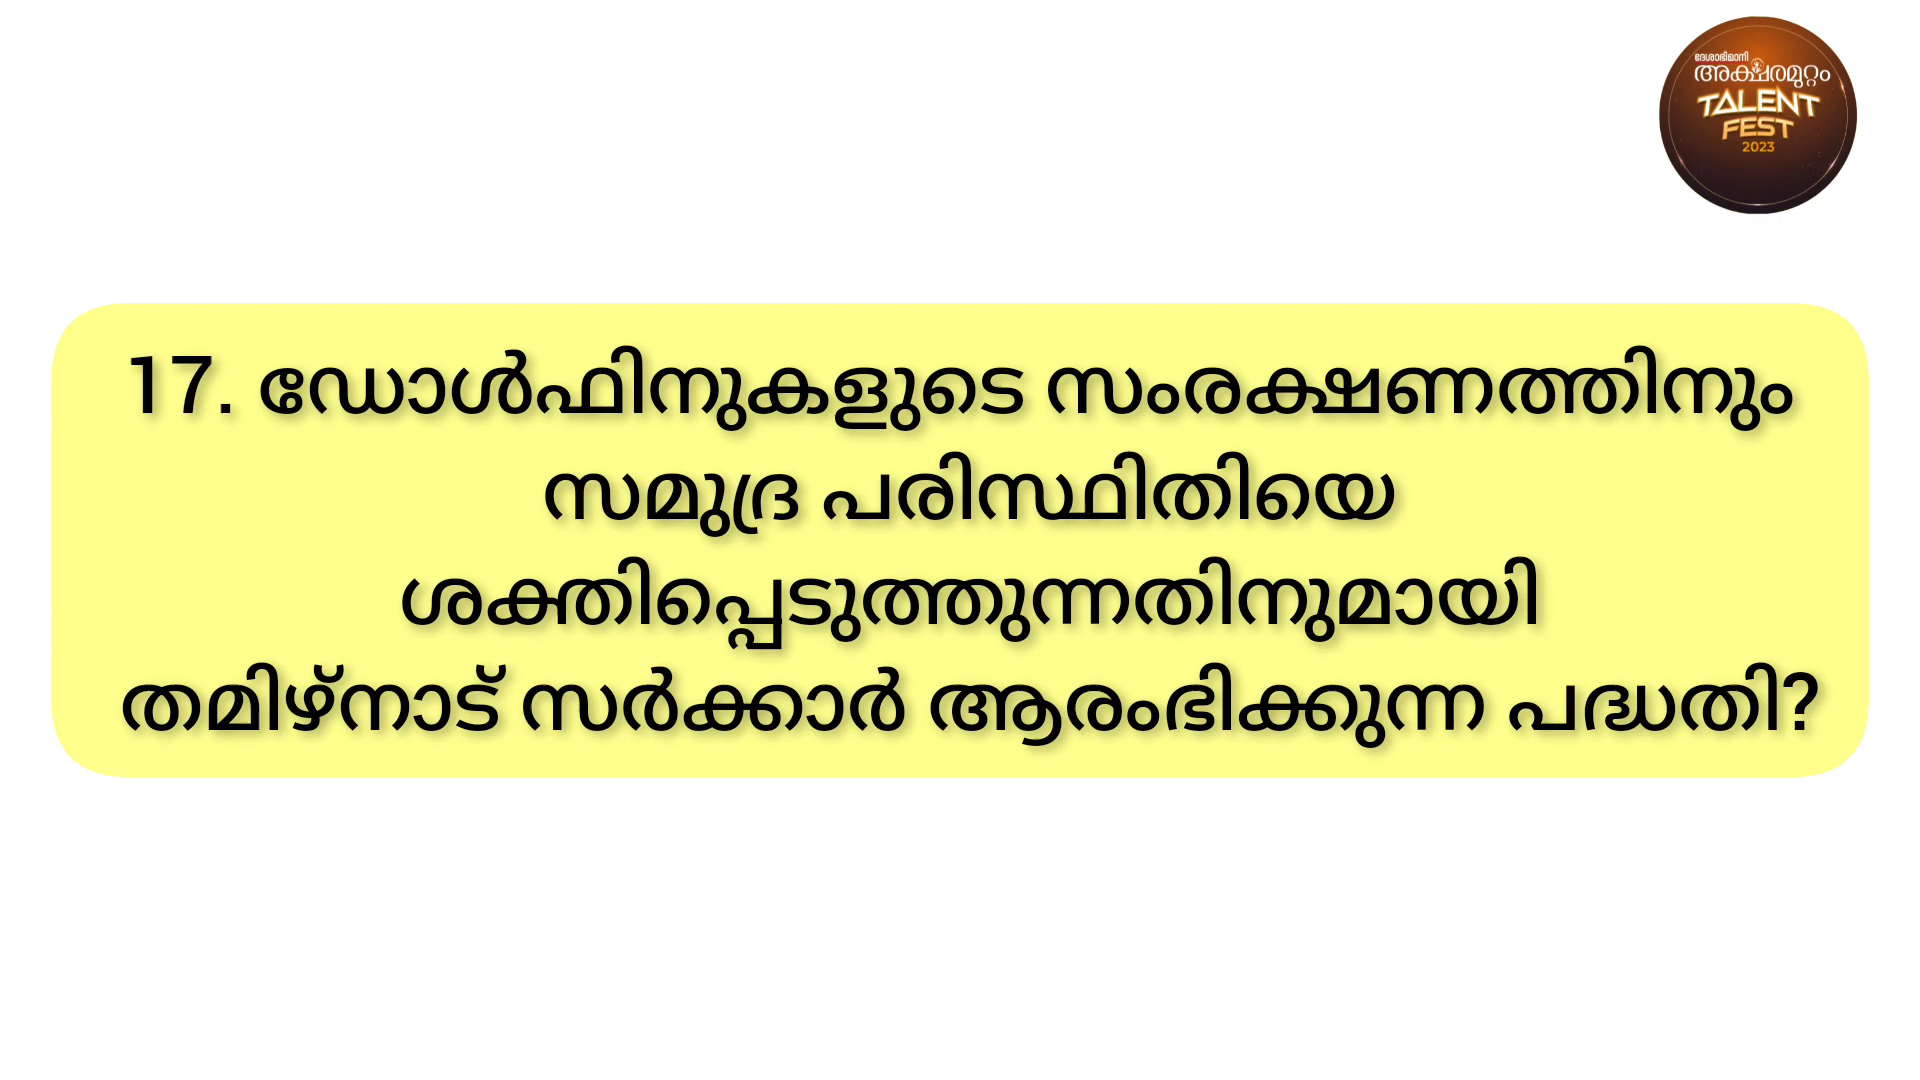 ദേശാഭിമാനി
അക്ഷരമുറ്റം
TALENT
FEST
2023
17. ഡോൾഫിനുകളുടെ സംരക്ഷണത്തിനും
സമുദ്ര പരിസ്ഥിതിയെ
ശക്തിപ്പെടുത്തുന്നതിനുമായി
തമിഴ്നാട് സർക്കാർ ആരംഭിക്കുന്ന പദ്ധതി?